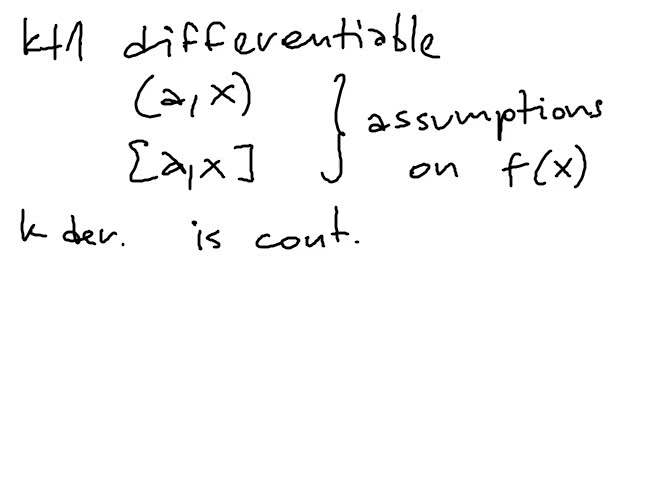 k+1 differentiable
(a,x)
[a,x]
} assumptions
on f(x)
k der. is cont.